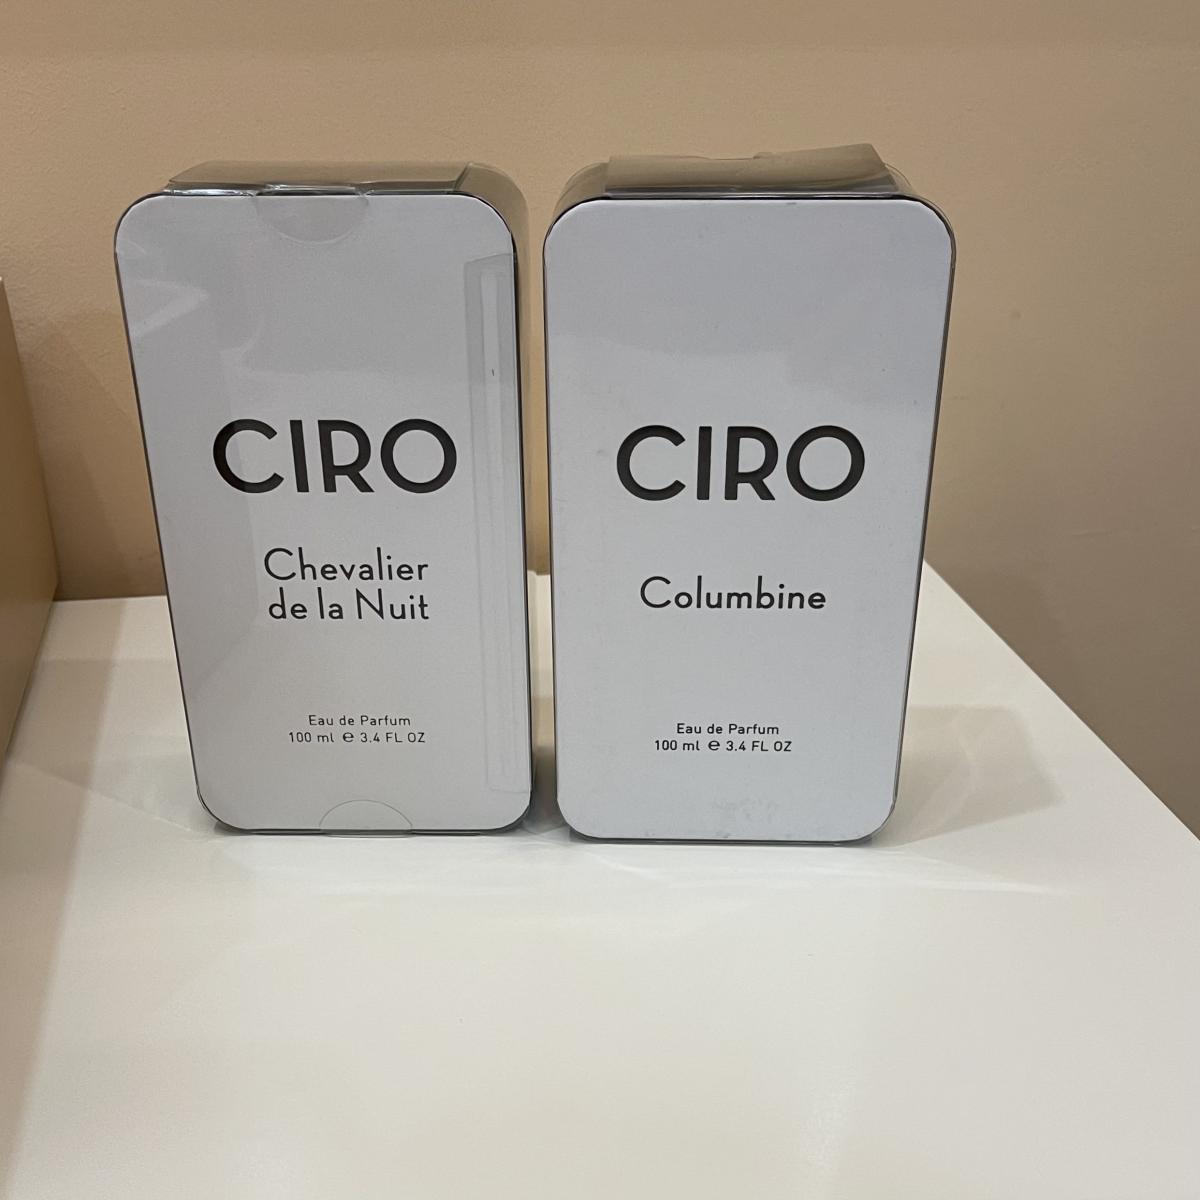 CIRO
Chevalier
de la Nuit
Eau de Parfum
100 ml ℮ 3.4 FL OZ
CIRO
Columbine
Eau de Parfum
100 ml ℮ 3.4 FL OZ